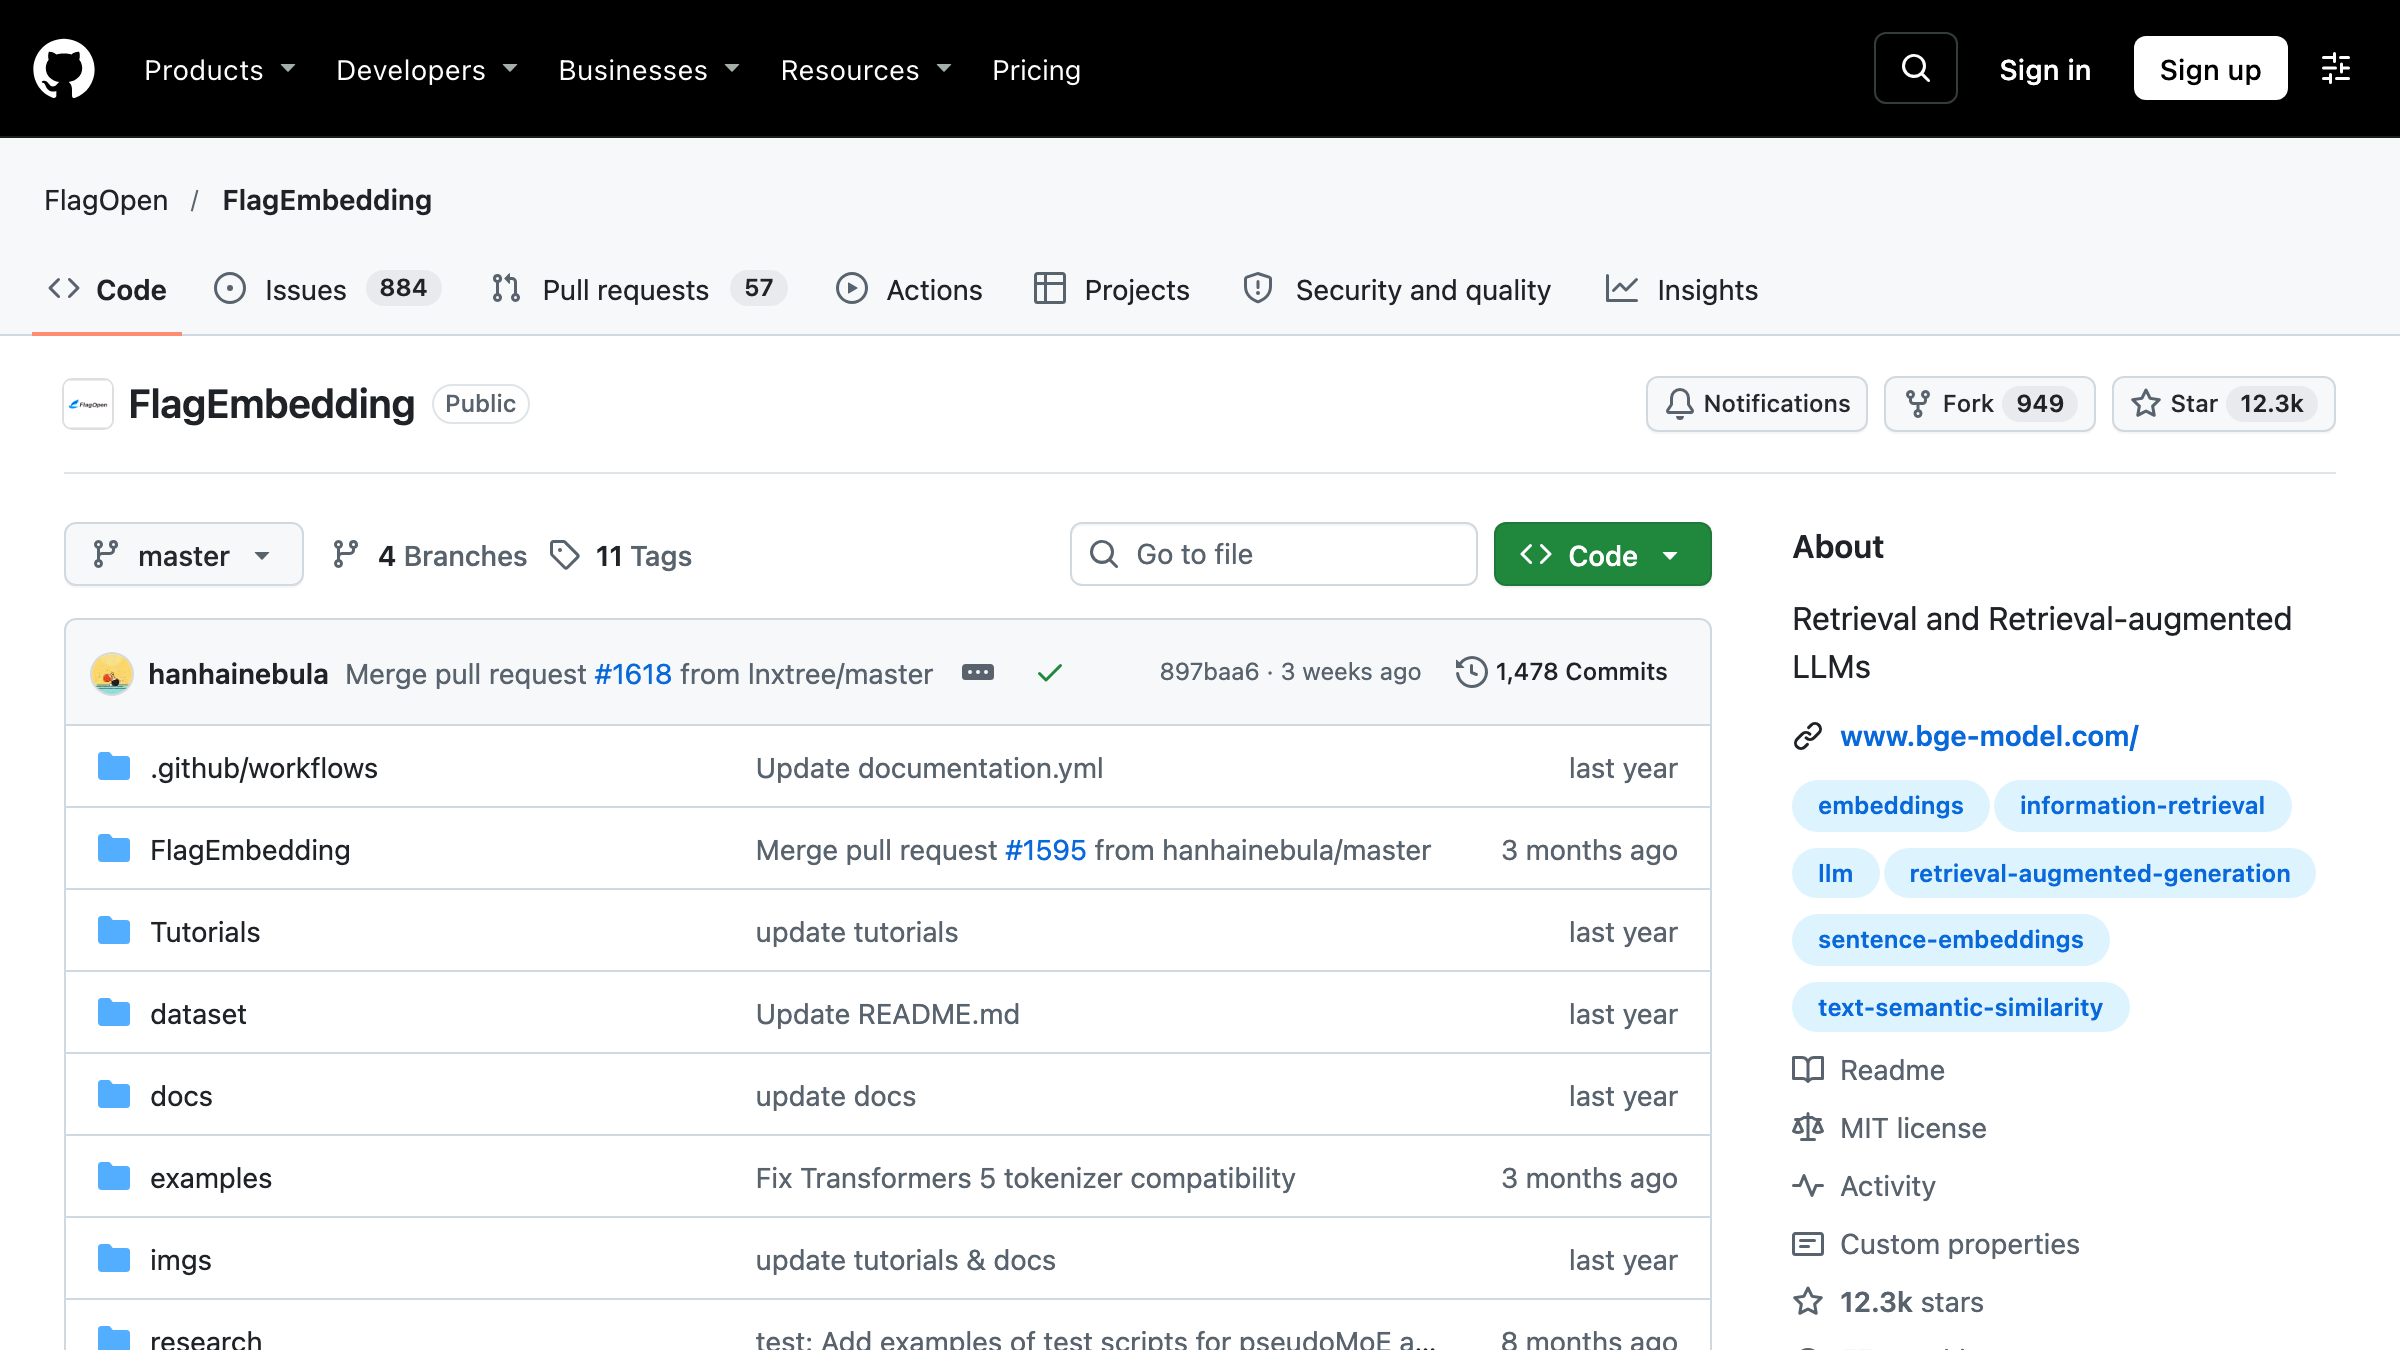 Products Developers Businesses Resources Pricing Sign in Sign up
FlagOpen / FlagEmbedding
Code Issues 884 Pull requests 57 Actions Projects Security and quality Insights
FlagOpen FlagEmbedding Public Notifications Fork 949 Star 12.3k
master 4 Branches 11 Tags Go to file Code
hanhainebula Merge pull request #1618 from lnxtree/master 897baa6 · 3 weeks ago 1,478 Commits
.github/workflows Update documentation.yml last year
FlagEmbedding Merge pull request #1595 from hanhainebula/master 3 months ago
Tutorials update tutorials last year
dataset Update README.md last year
docs update docs last year
examples Fix Transformers 5 tokenizer compatibility 3 months ago
imgs update tutorials & docs last year
research test: Add examples of test scripts for pseudoMoE a... 8 months ago
About
Retrieval and Retrieval-augmented
LLMs
www.bge-model.com/
embeddings information-retrieval
llm retrieval-augmented-generation
sentence-embeddings
text-semantic-similarity
Readme
MIT license
Activity
Custom properties
12.3k stars